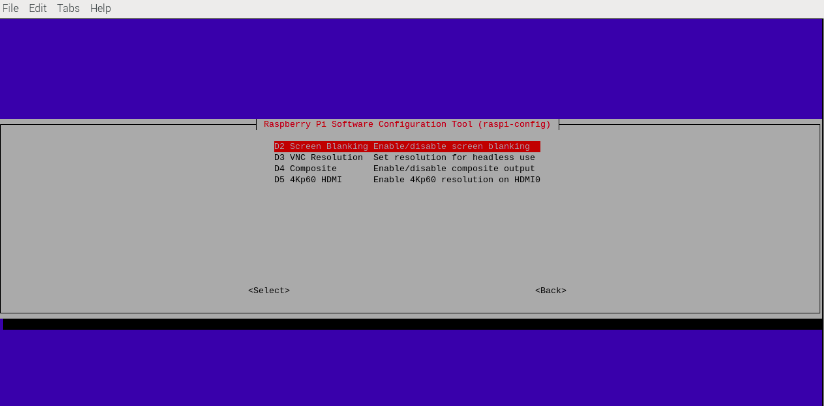 File Edit Tabs Help
Raspberry Pi Software Configuration Tool (raspi-config)
D2 Screen Blanking Enable/disable screen blanking
D3 VNC Resolution Set resolution for headless use
D4 Composite Enable/disable composite output
D5 4Kp60 HDMI Enable 4Kp60 resolution on HDMI0
<Select> <Back>